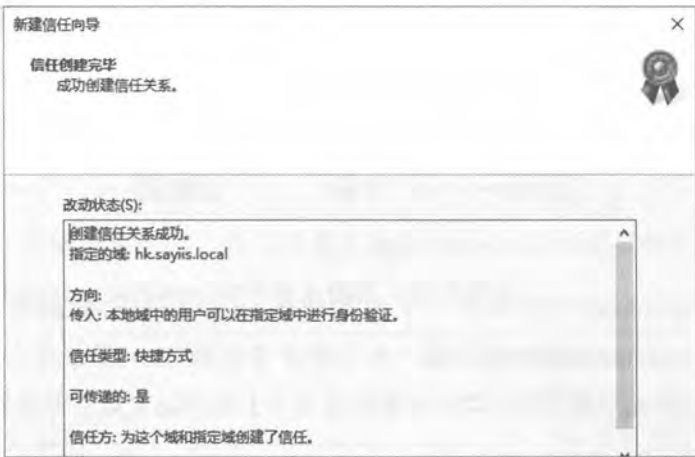 新建信任向导
信任创建完毕
成功创建信任关系。
改动状态(S):
创建信任关系成功。
指定的域: hk.sayiis.local
方向:
传入: 本地域中的用户可以在指定域中进行身份验证。
信任类型: 快捷方式
可传递的: 是
信任方: 为这个域和指定域创建了信任。